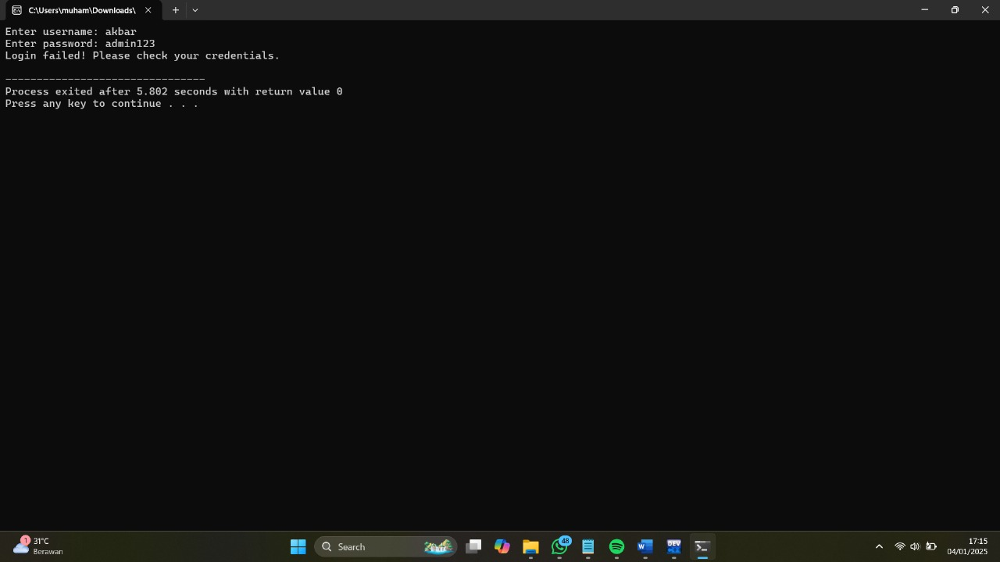 C:\Users\muham\Downloads\
Enter username: akbar
Enter password: admin123
Login failed! Please check your credentials.
--------------------------------
Process exited after 5.802 seconds with return value 0
Press any key to continue . . .
1
31°C
Berawan
Search
48
DEV
17:15
04/01/2025